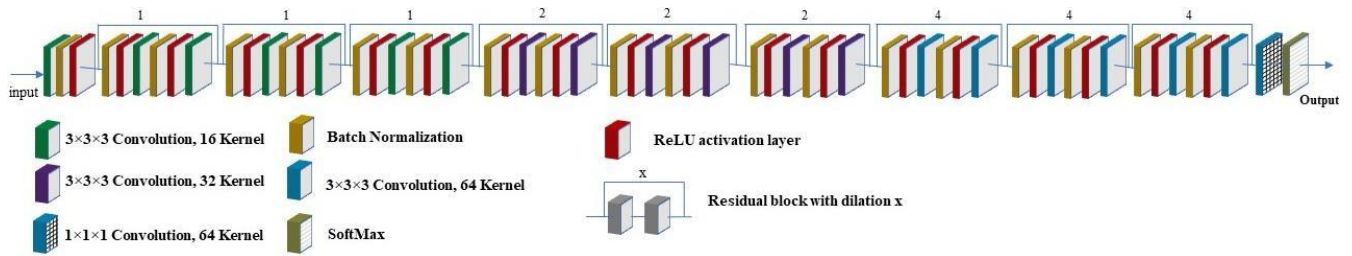 1 1 1 2 2 2 4 4 4
input
Output
3×3×3 Convolution, 16 Kernel
Batch Normalization
ReLU activation layer
3×3×3 Convolution, 32 Kernel
3×3×3 Convolution, 64 Kernel
x
Residual block with dilation x
1×1×1 Convolution, 64 Kernel
SoftMax